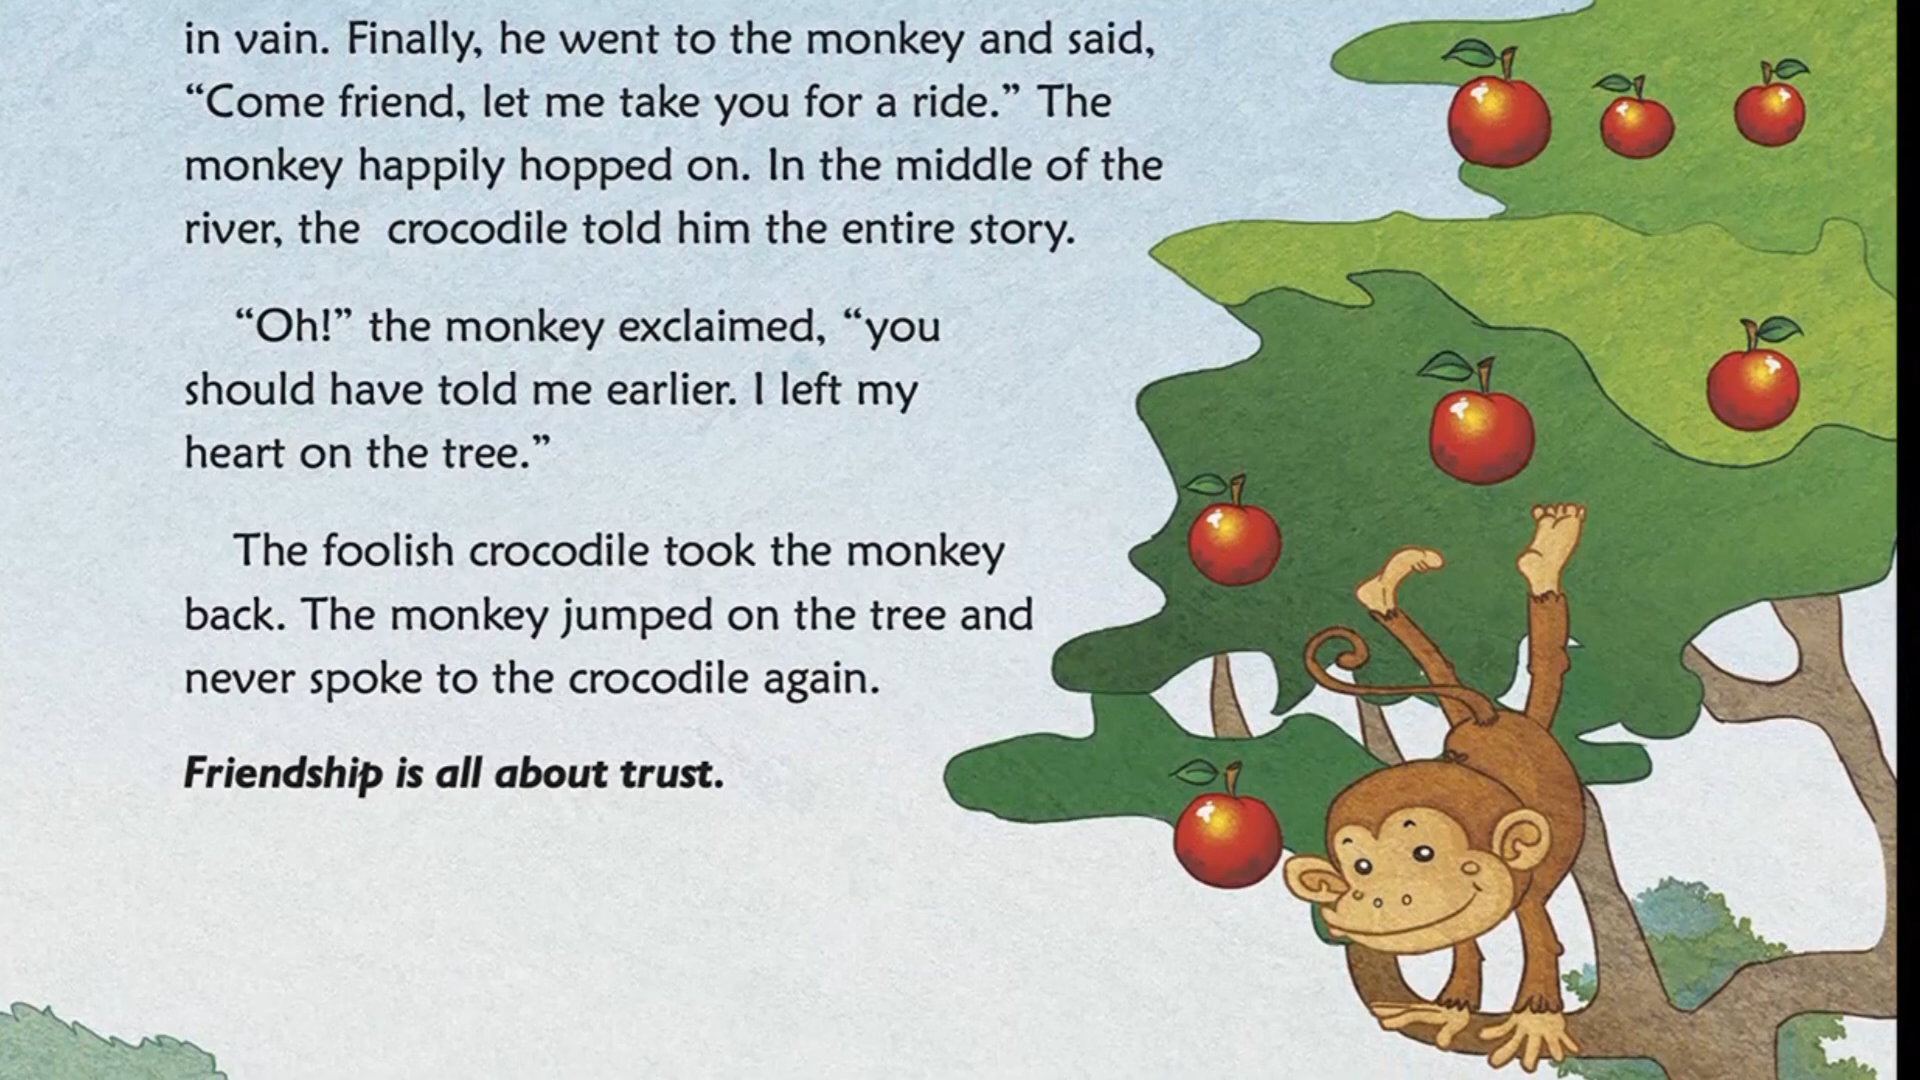 in vain. Finally, he went to the monkey and said,
“Come friend, let me take you for a ride.” The
monkey happily hopped on. In the middle of the
river, the  crocodile told him the entire story.
“Oh!” the monkey exclaimed, “you
should have told me earlier. I left my
heart on the tree.”
The foolish crocodile took the monkey
back. The monkey jumped on the tree and
never spoke to the crocodile again.
Friendship is all about trust.